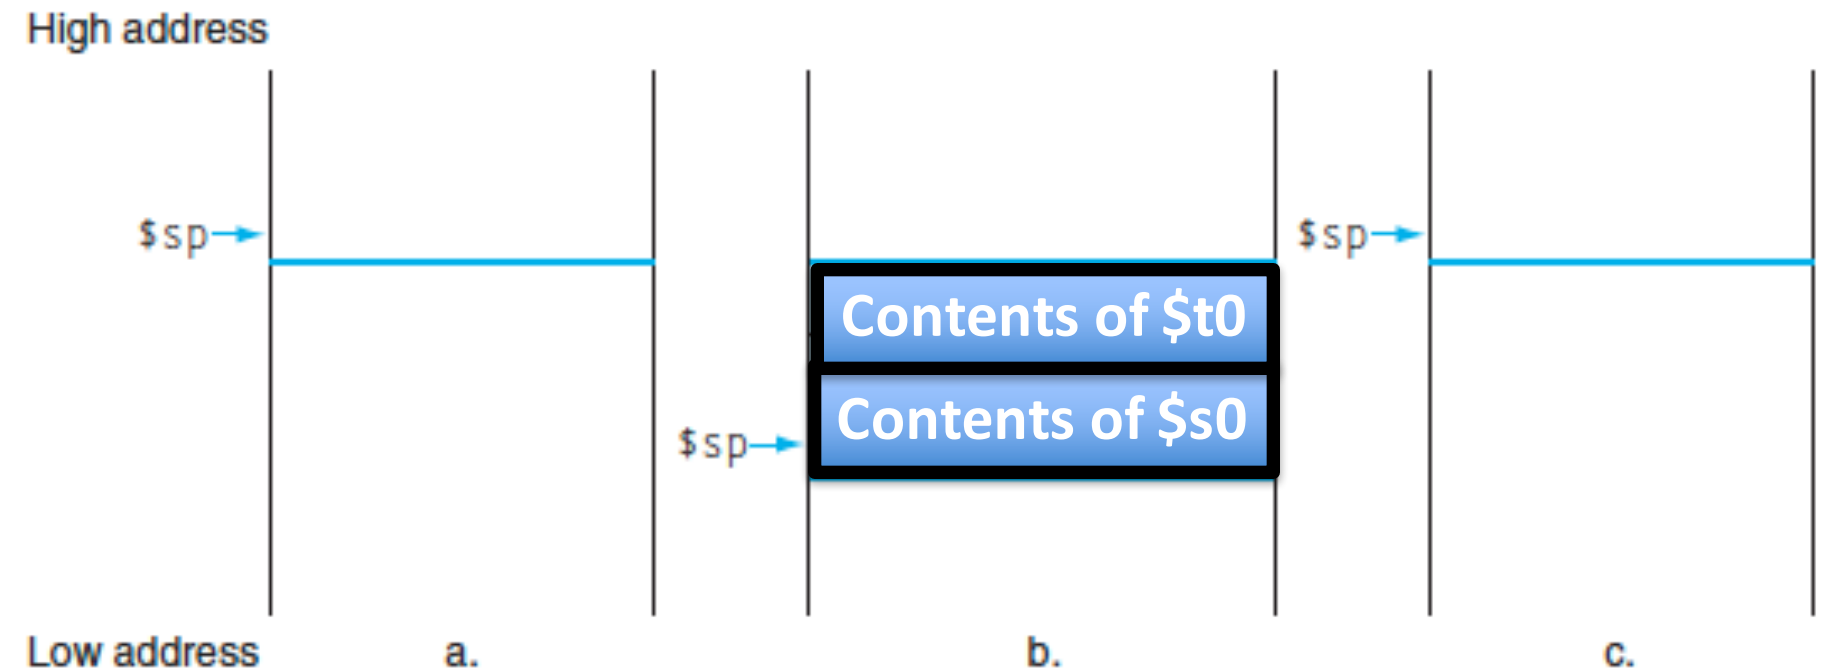 High address
$sp
$sp
Contents of $t0
Contents of $s0
$sp
Low address
a.
b.
c.